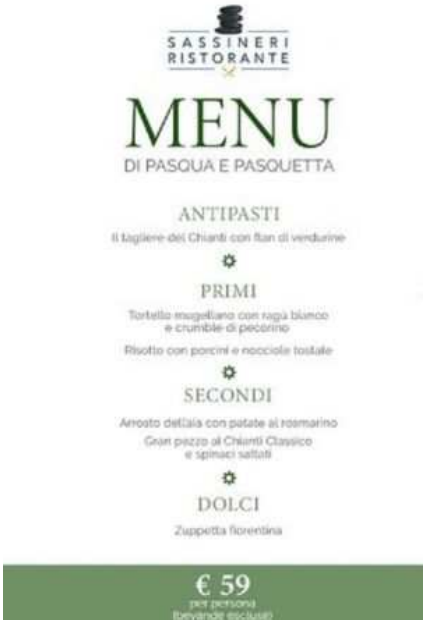 SASSINERI
RISTORANTE
MENU
DI PASQUA E PASQUETTA
ANTIPASTI
Il tagliere del Chianti con flan di verdurine
PRIMI
Tortello mugellano con ragù bianco
e crumble di pecorino
Risotto con porcini e nocciole tostate
SECONDI
Arrosto dell'aia con patate al rosmarino
Gran pezzo al Chianti Classico
e spinaci saltati
DOLCI
Zuppetta fiorentina
€ 59
per persona
(bevande escluse)